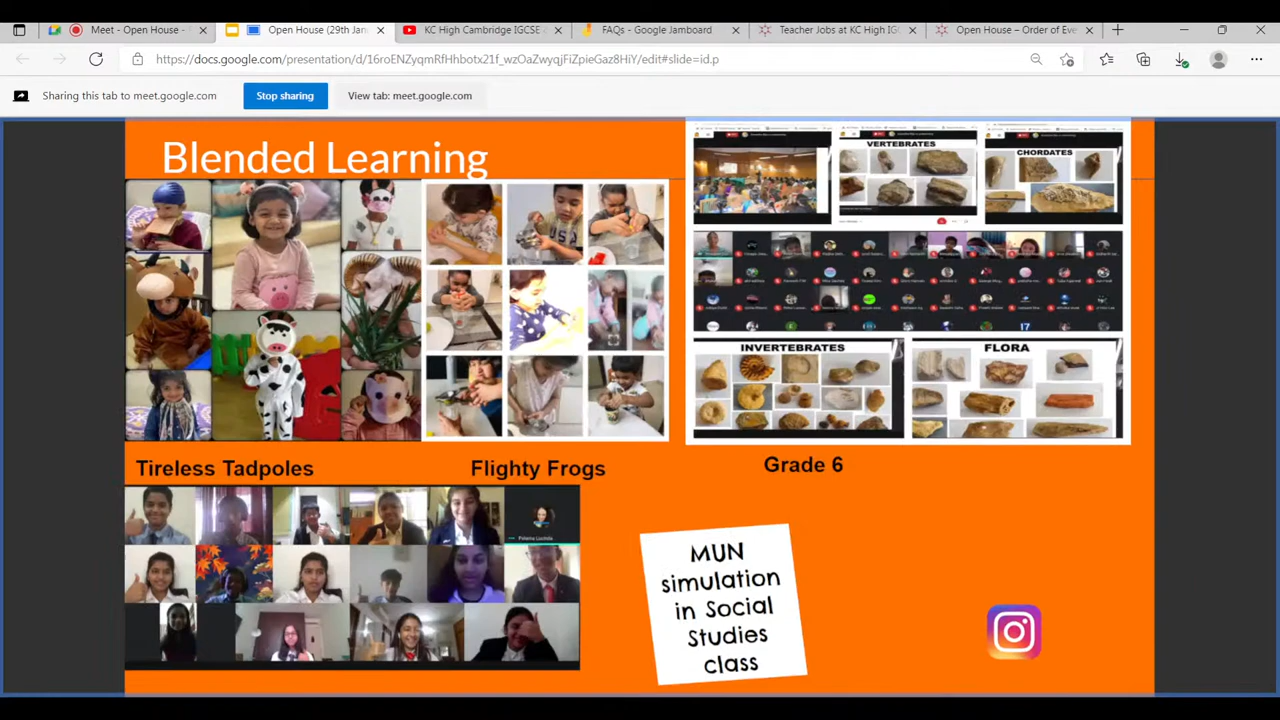 Meet - Open House -
Open House (29th Jan
KC High Cambridge IGCSE
FAQs - Google Jamboard
Teacher Jobs at KC High IGC
Open House – Order of Eve
https://docs.google.com/presentation/d/16roENZyqmRfHhbotx21f_wzOaZwyqjFiZpieGaz8HiY/edit#slide=id.p
Sharing this tab to meet.google.com
Stop sharing
View tab: meet.google.com
Blended Learning
VERTEBRATES
CHORDATES
USA
17
INVERTEBRATES
FLORA
Tireless Tadpoles
Flighty Frogs
Grade 6
MUN
simulation
in Social
Studies
class